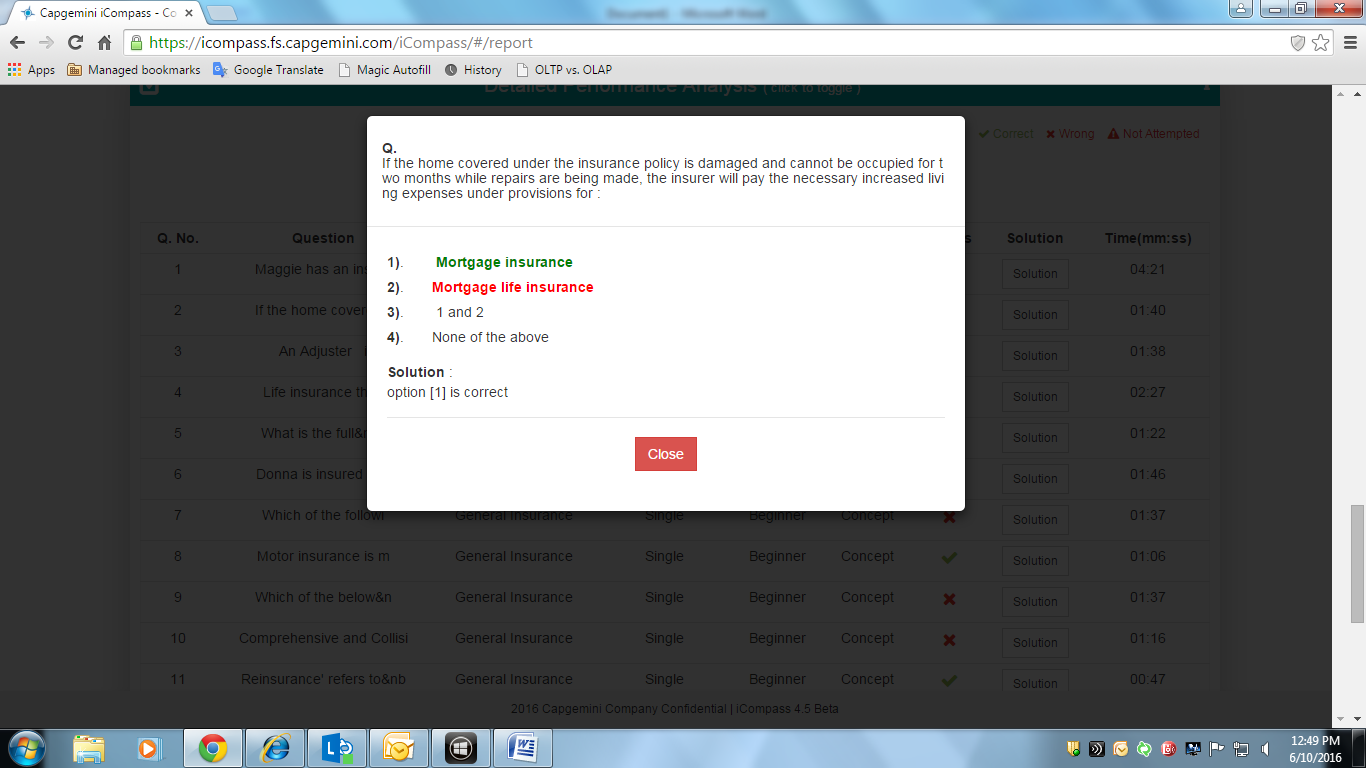 Capgemini iCompass - Co
Document1 - Microsoft Word
https://icompass.fs.capgemini.com/iCompass/#/report
Apps Managed bookmarks Google Translate Magic Autofill History OLTP vs. OLAP
Detailed Performance Analysis ( click to toggle )
Correct Wrong Not Attempted
Q.
If the home covered under the insurance policy is damaged and cannot be occupied for t
wo months while repairs are being made, the insurer will pay the necessary increased livi
ng expenses under provisions for :
1). Mortgage insurance
2). Mortgage life insurance
3). 1 and 2
4). None of the above
Solution :
option [1] is correct
Close
Q. No. Question s Solution Time(mm:ss)
1 Maggie has an ins Solution 04:21
2 If the home cover Solution 01:40
3 An Adjuster Solution 01:38
4 Life insurance th Solution 02:27
5 What is the full&n Solution 01:22
6 Donna is insured Solution 01:46
7 Which of the followi General Insurance Single Beginner Concept Solution 01:37
8 Motor insurance is m General Insurance Single Beginner Concept Solution 01:06
9 Which of the below&n General Insurance Single Beginner Concept Solution 01:37
10 Comprehensive and Collisi General Insurance Single Beginner Concept Solution 01:16
11 Reinsurance' refers to&nb General Insurance Single Beginner Concept Solution 00:47
2016 Capgemini Company Confidential | iCompass 4.5 Beta
12:49 PM
6/10/2016